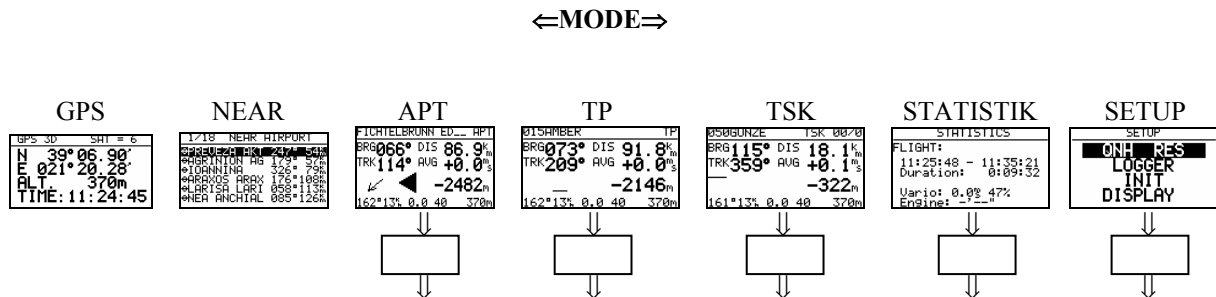 ⇐MODE⇒
GPS NEAR APT TP TSK STATISTIK SETUP
GPS 3D SAT = 6
N 39°06.90'
E 021°20.28'
ALT 370m
TIME:11:24:45
1/18 NEAR AIRPORT
PREVEZA AKT 247° 54km
AGRINION AG 179° 57km
IOANNINA 326° 79km
ARAXOS ARAX 176°108km
LARISA LARI 058°113km
NEA ANCHIAL 085°126km
FICHTELBRUNN ED__ APT
BRG066° DIS 86.9km
TRK114° AVG +0.0m/s
-2482m
162°13% 0.0 40 370m
015AMBER TP
BRG073° DIS 91.8km
TRK209° AVG +0.0m/s
-2146m
162°13% 0.0 40 370m
050GUNZE TSK 00/0
BRG115° DIS 18.1km
TRK359° AVG +0.1m/s
-322m
161°13% 0.0 40 370m
STATISTICS
FLIGHT:
11:25:48 - 11:35:21
Duration: 0:09:32
Vario: 0.0% 47%
Engine: -'--"
SETUP
QNH RES
LOGGER
INIT
DISPLAY